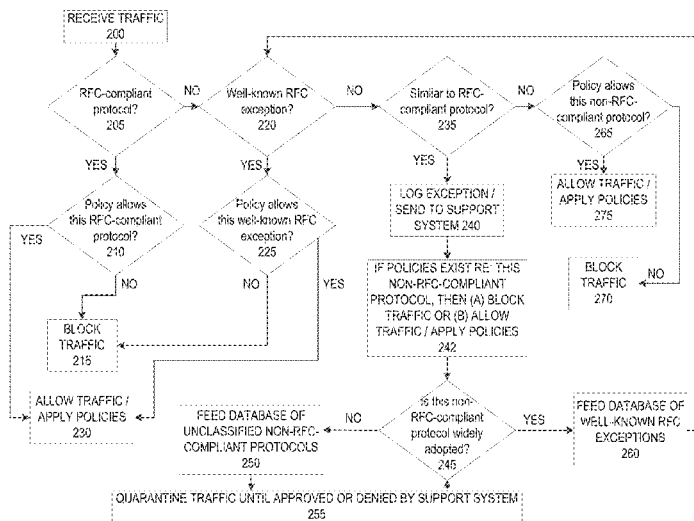 RECEIVE TRAFFIC
200
RFC-compliant
protocol?
205
NO
YES
Well-known RFC
exception?
220
NO
YES
Similar to RFC-
compliant protocol?
235
NO
YES
Policy allows
this non-RFC-
compliant protocol?
265
YES
NO
Policy allows
this RFC-compliant
protocol?
210
YES
NO
Policy allows
this well-known RFC
exception?
225
NO
YES
LOG EXCEPTION /
SEND TO SUPPORT
SYSTEM 240
ALLOW TRAFFIC /
APPLY POLICIES
275
BLOCK
TRAFFIC
270
IF POLICIES EXIST RE: THIS
NON-RFC-COMPLIANT
PROTOCOL, THEN (A) BLOCK
TRAFFIC OR (B) ALLOW
TRAFFIC / APPLY POLICIES
242
BLOCK
TRAFFIC
215
ALLOW TRAFFIC /
APPLY POLICIES
230
Is this non-
RFC-compliant
protocol widely
adopted?
245
NO
YES
FEED DATABASE OF
UNCLASSIFIED NON-RFC-
COMPLIANT PROTOCOLS
250
FEED DATABASE OF
WELL-KNOWN RFC
EXCEPTIONS
260
QUARANTINE TRAFFIC UNTIL APPROVED OR DENIED BY SUPPORT SYSTEM
255